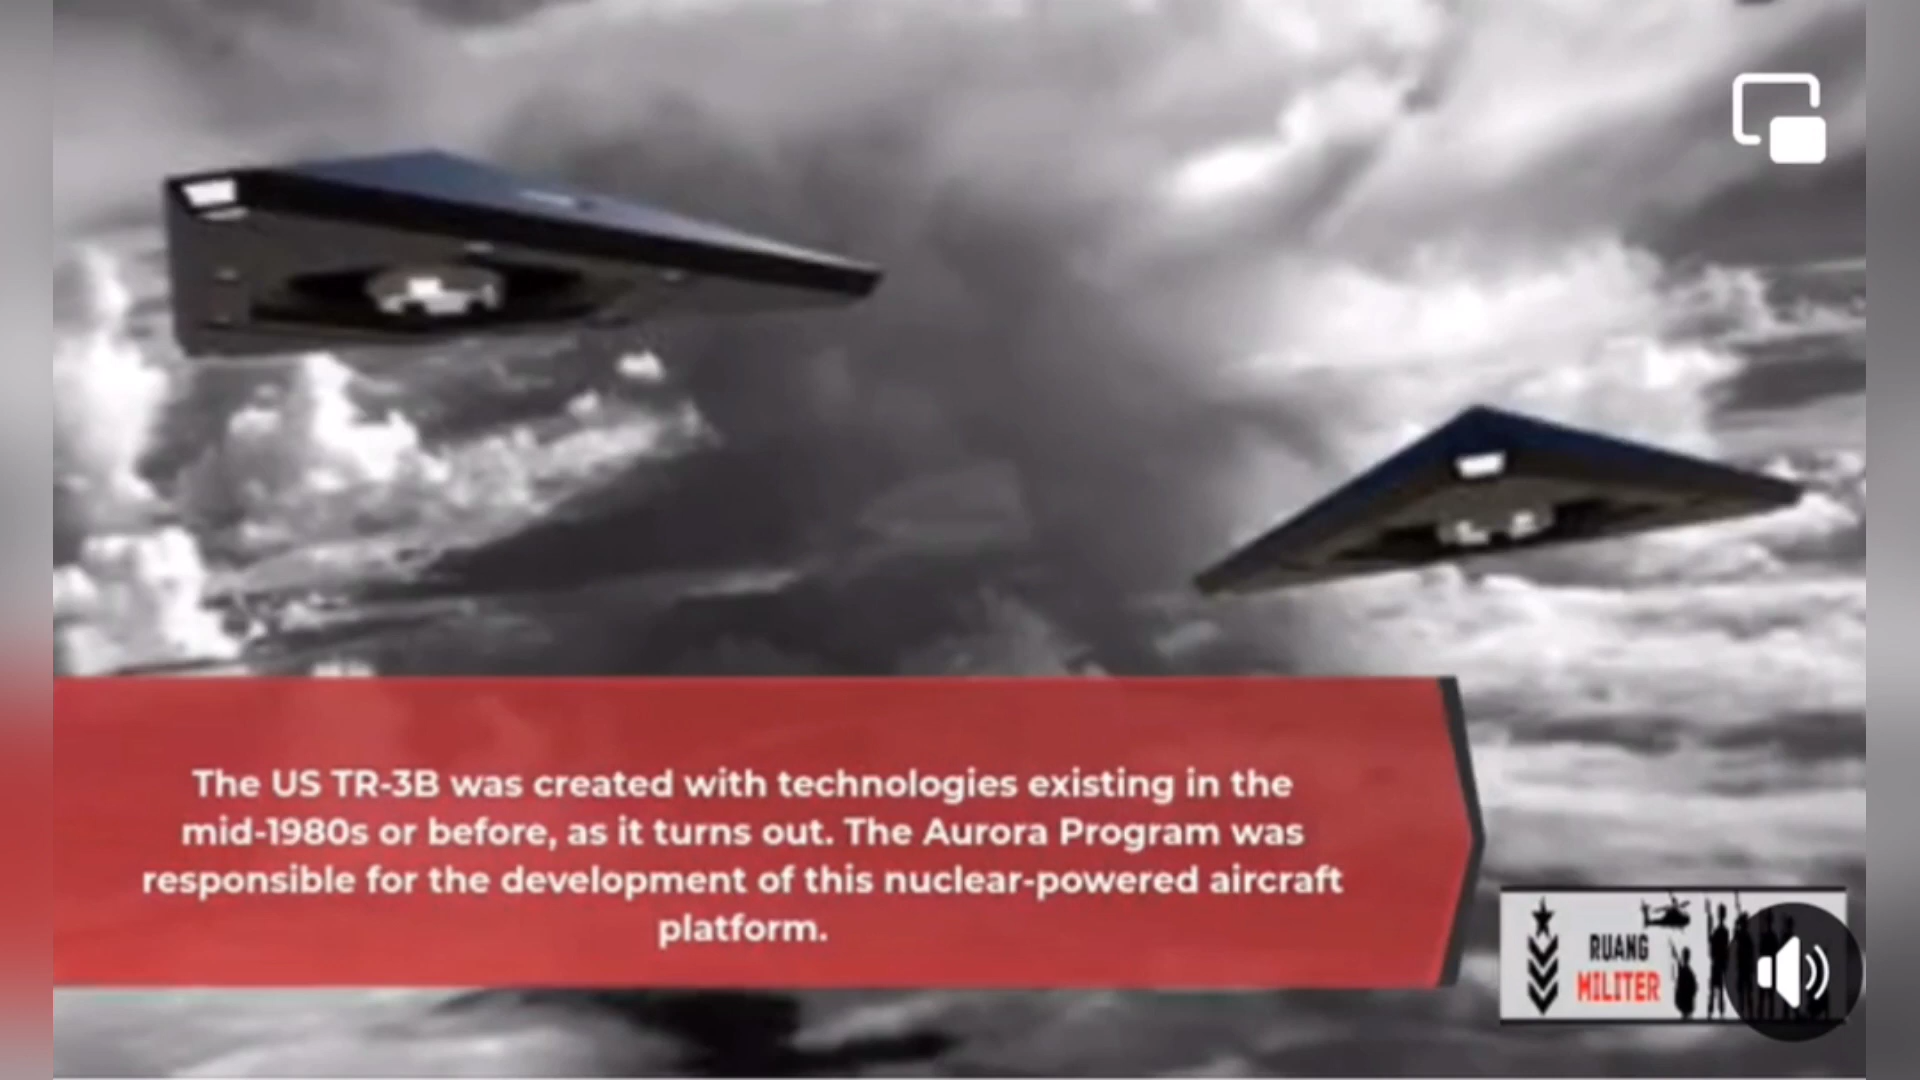 The US TR-3B was created with technologies existing in the
mid-1980s or before, as it turns out. The Aurora Program was
responsible for the development of this nuclear-powered aircraft
platform.
RUANG
MILITER